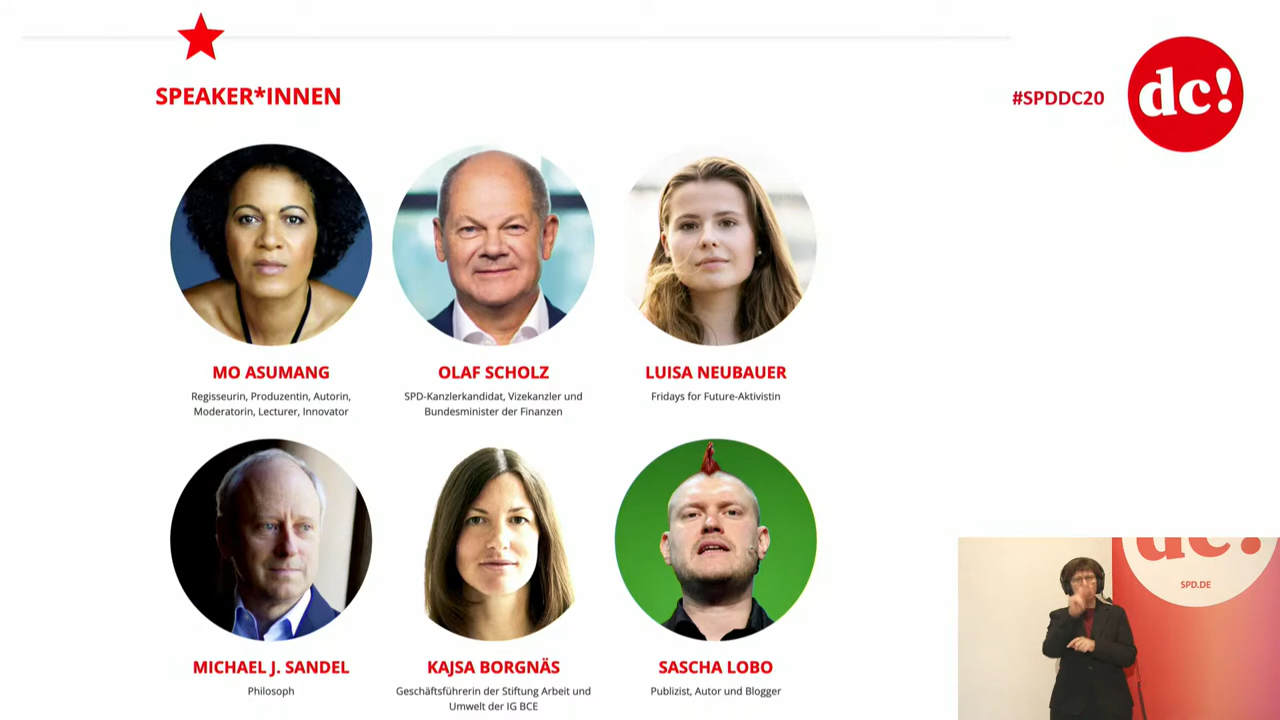 SPEAKER*INNEN
#SPDDC20
dc!
MO ASUMANG
Regisseurin, Produzentin, Autorin,
Moderatorin, Lecturer, Innovator
OLAF SCHOLZ
SPD-Kanzlerkandidat, Vizekanzler und
Bundesminister der Finanzen
LUISA NEUBAUER
Fridays for Future-Aktivistin
MICHAEL J. SANDEL
Philosoph
KAJSA BORGNÄS
Geschäftsführerin der Stiftung Arbeit und
Umwelt der IG BCE
SASCHA LOBO
Publizist, Autor und Blogger
dc!
SPD.DE